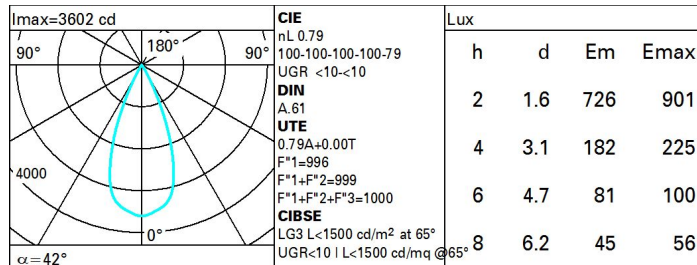 Imax=3602 cd
90° 180° 90°
4000
0°
α=42°
CIE
nL 0.79
100-100-100-100-79
UGR <10-<10
DIN
A.61
UTE
0.79A+0.00T
F"1=996
F"1+F"2=999
F"1+F"2+F"3=1000
CIBSE
LG3 L<1500 cd/m² at 65°
UGR<10 | L<1500 cd/mq @65°
Lux
h d Em Emax
2 1.6 726 901
4 3.1 182 225
6 4.7 81 100
8 6.2 45 56